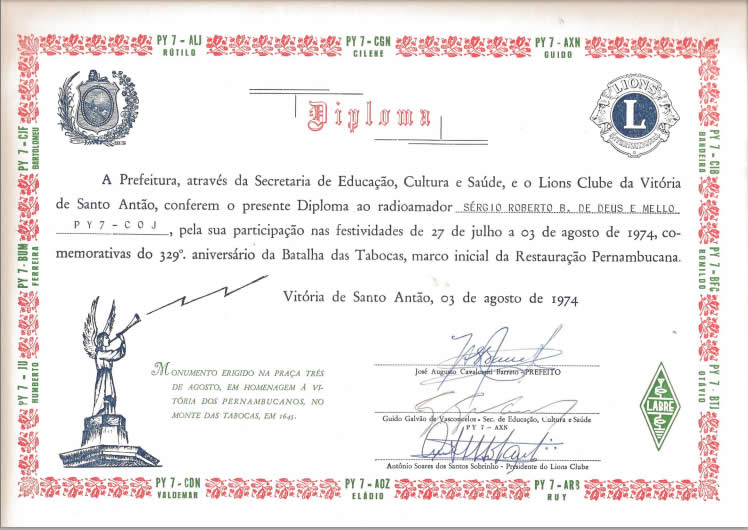 PY 7 - ALJ
RÚTILO
PY 7 - CGN
CILENE
PY 7 - AXN
GUIDO
LIONS
L
INTERNATIONAL
Diploma
A Prefeitura, através da Secretaria de Educação, Cultura e Saúde, e o Lions Clube da Vitória
de Santo Antão, conferem o presente Diploma ao radioamador SÉRGIO ROBERTO B. DE DEUS E MELLO
PY7-COJ, pela sua participação nas festividades de 27 de julho a 03 de agosto de 1974, co-
memorativas do 329º. aniversário da Batalha das Tabocas, marco inicial da Restauração Pernambucana.
Vitória de Santo Antão, 03 de agosto de 1974
MONUMENTO ERIGIDO NA PRAÇA TRÊS
DE AGOSTO, EM HOMENAGEM À VI-
TÓRIA DOS PERNAMBUCANOS, NO
MONTE DAS TABOCAS, EM 1645.
José Augusto Cavalcanti Barreto - PREFEITO
Guido Galvão de Vasconcelos - Sec. de Educação, Cultura e Saúde
PY 7 - AXN
Antônio Soares dos Santos Sobrinho - Presidente do Lions Clube
LABRE
PY 7 - CIF
BARTOLOMEU
PY 7 - BUM
FERREIRA
PY 7 - JU
HUMBERTO
PY 7 - CIB
BANDEIRA
PY 7 - BFC
RONILDO
PY 7 - BTJ
OTÁVIO
PY 7 - CDN
VALDEMAR
PY 7 - AOZ
ELÁDIO
PY 7 - ARB
RUY